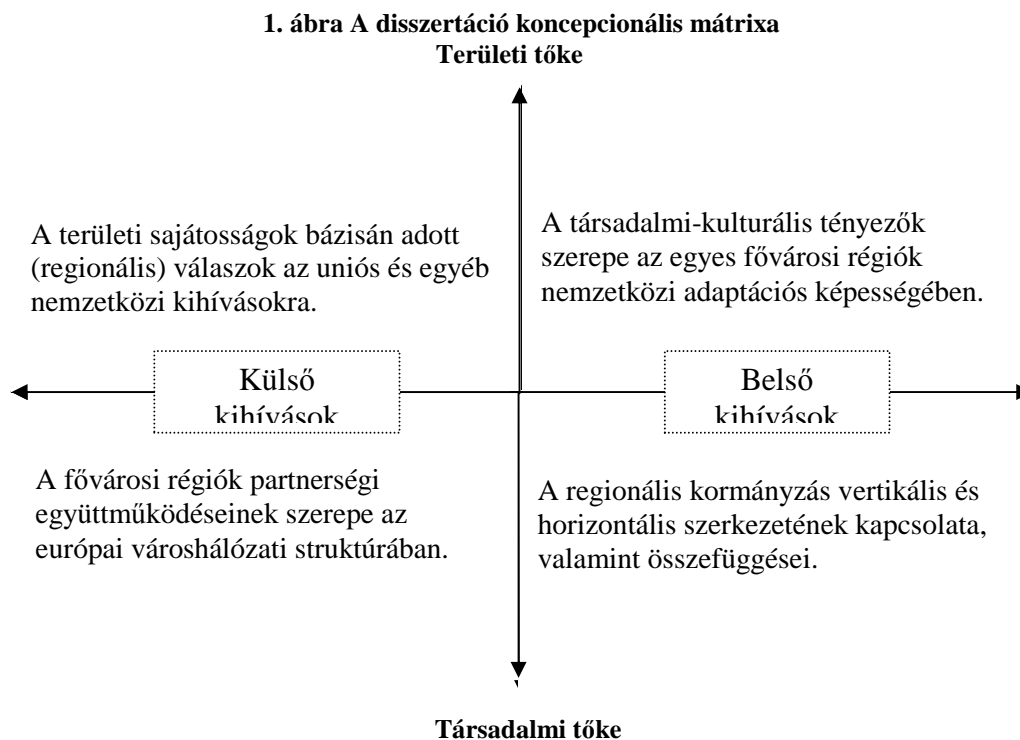 1. ábra A disszertáció koncepcionális mátrixa
Területi tőke
A területi sajátosságok bázisán adott
(regionális) válaszok az uniós és egyéb
nemzetközi kihívásokra.
A társadalmi-kulturális tényezők
szerepe az egyes fővárosi régiók
nemzetközi adaptációs képességében.
Külső
kihívások
Belső
kihívások
A fővárosi régiók partnerségi
együttműködéseinek szerepe az
európai városhálózati struktúrában.
A regionális kormányzás vertikális és
horizontális szerkezetének kapcsolata,
valamint összefüggései.
Társadalmi tőke